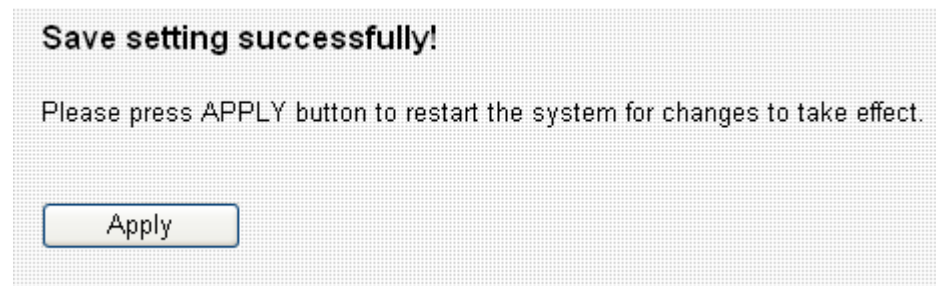 Save setting successfully!
Please press APPLY button to restart the system for changes to take effect.
Apply